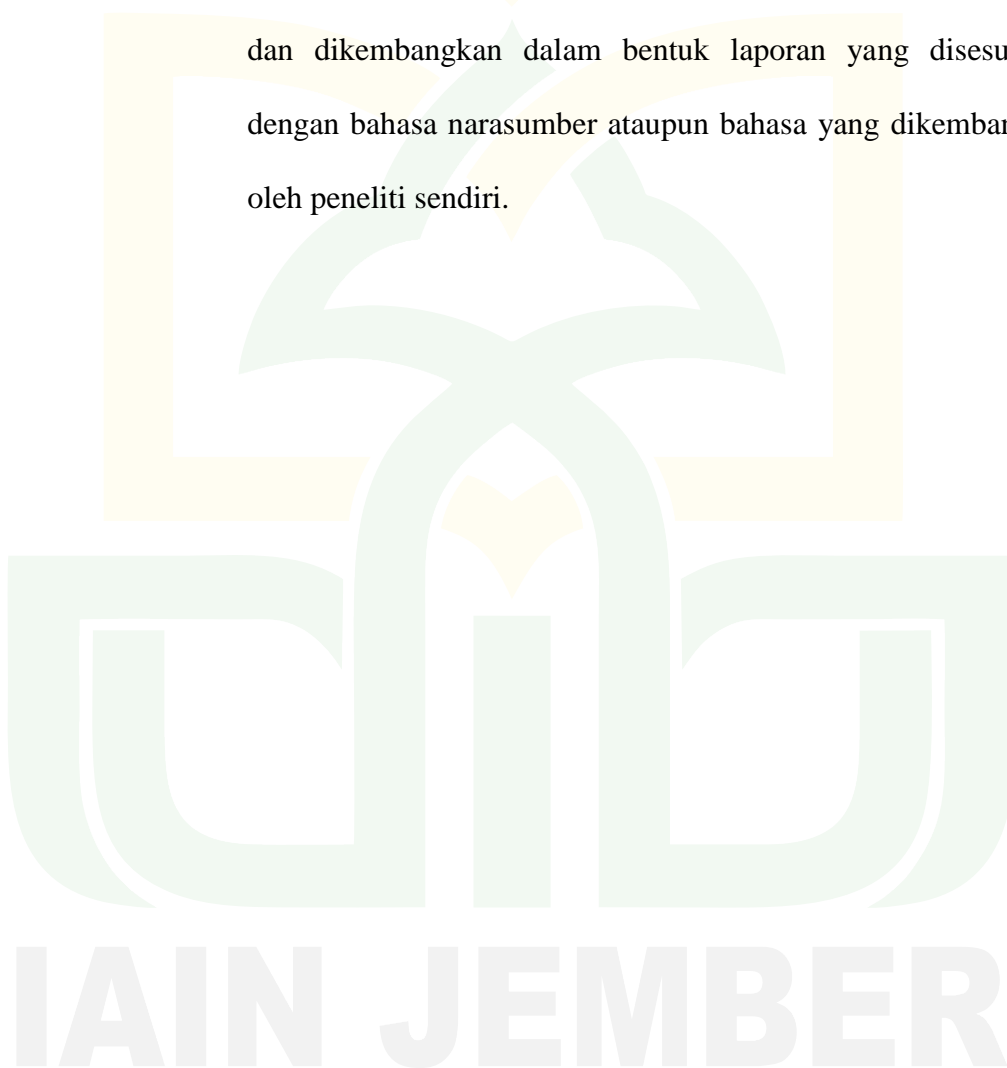 dan dikembangkan dalam bentuk laporan yang disesu
dengan bahasa narasumber ataupun bahasa yang dikemban
oleh peneliti sendiri.
IAIN JEMBER